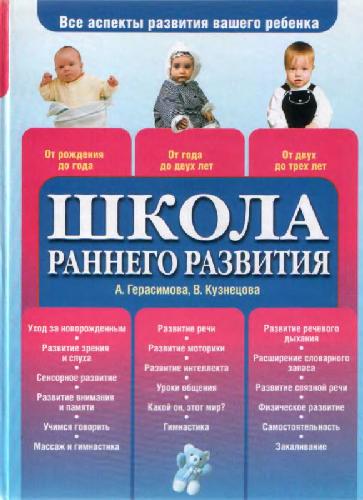 Все аспекты развития вашего ребенка
От рождения
до года
От года
до двух лет
От двух
до трех лет
ШКОЛА
РАННЕГО РАЗВИТИЯ
А. Герасимова, В. Кузнецова
Уход за новорожденным
•
Развитие зрения
и слуха
•
Сенсорное развитие
•
Развитие внимания
и памяти
•
Учимся говорить
•
Массаж и гимнастика
Развитие речи
•
Развитие моторики
•
Развитие интеллекта
•
Уроки общения
•
Какой он, этот мир?
•
Гимнастика
Развитие речевого
дыхания
•
Расширение словарного
запаса
•
Развитие связной речи
•
Физическое развитие
•
Самостоятельность
•
Закаливание